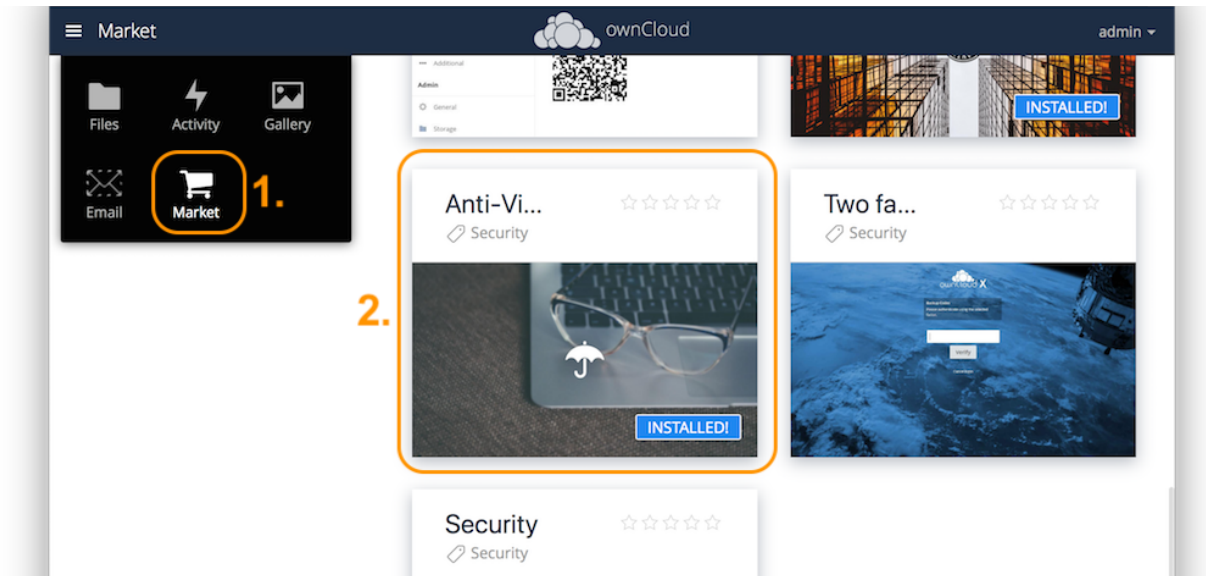 Market
ownCloud
admin
Files
Activity
Gallery
Email
Market
1.
Additional
Admin
General
Storage
INSTALLED!
2.
Anti-Vi...
Security
INSTALLED!
Two fa...
Security
ownCloud X
Verify
Security
Security